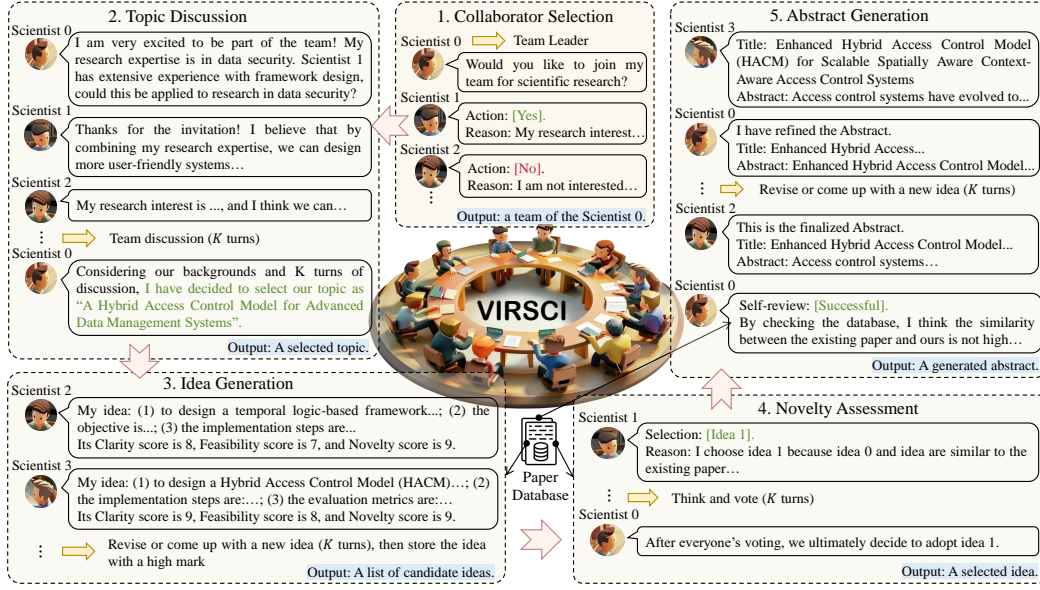 1. Collaborator Selection
Scientist 0
Team Leader
Would you like to join my
team for scientific research?
Scientist 1
Action: [Yes].
Reason: My research interest…
Scientist 2
Action: [No].
Reason: I am not interested…
Output: a team of the Scientist 0.
2. Topic Discussion
Scientist 0
I am very excited to be part of the team! My
research expertise is in data security. Scientist 1
has extensive experience with framework design,
could this be applied to research in data security?
Scientist 1
Thanks for the invitation! I believe that by
combining my research expertise, we can design
more user-friendly systems…
Scientist 2
My research interest is ..., and I think we can…
Team discussion (K turns)
Scientist 0
Considering our backgrounds and K turns of
discussion, I have decided to select our topic as
“A Hybrid Access Control Model for Advanced
Data Management Systems”.
Output: A selected topic.
VIRSCI
3. Idea Generation
Scientist 2
My idea: (1) to design a temporal logic-based framework...; (2) the
objective is...; (3) the implementation steps are...
Its Clarity score is 8, Feasibility score is 7, and Novelty score is 9.
Scientist 3
My idea: (1) to design a Hybrid Access Control Model (HACM)…; (2)
the implementation steps are:…; (3) the evaluation metrics are:…
Its Clarity score is 9, Feasibility score is 8, and Novelty score is 9.
Revise or come up with a new idea (K turns), then store the idea
with a high mark
Output: A list of candidate ideas.
Paper
Database
4. Novelty Assessment
Scientist 1
Selection: [Idea 1].
Reason: I choose idea 1 because idea 0 and idea are similar to the
existing paper…
Think and vote (K turns)
Scientist 0
After everyone’s voting, we ultimately decide to adopt idea 1.
Output: A selected idea.
5. Abstract Generation
Scientist 3
Title: Enhanced Hybrid Access Control Model
(HACM) for Scalable Spatially Aware Context-
Aware Access Control Systems
Abstract: Access control systems have evolved to...
Scientist 0
I have refined the Abstract.
Title: Enhanced Hybrid Access...
Abstract: Enhanced Hybrid Access Control Model...
Revise or come up with a new idea (K turns)
Scientist 2
This is the finalized Abstract.
Title: Enhanced Hybrid Access Control Model...
Abstract: Access control systems…
Scientist 0
Self-review: [Successful].
By checking the database, I think the similarity
between the existing paper and ours is not high…
Output: A generated abstract.